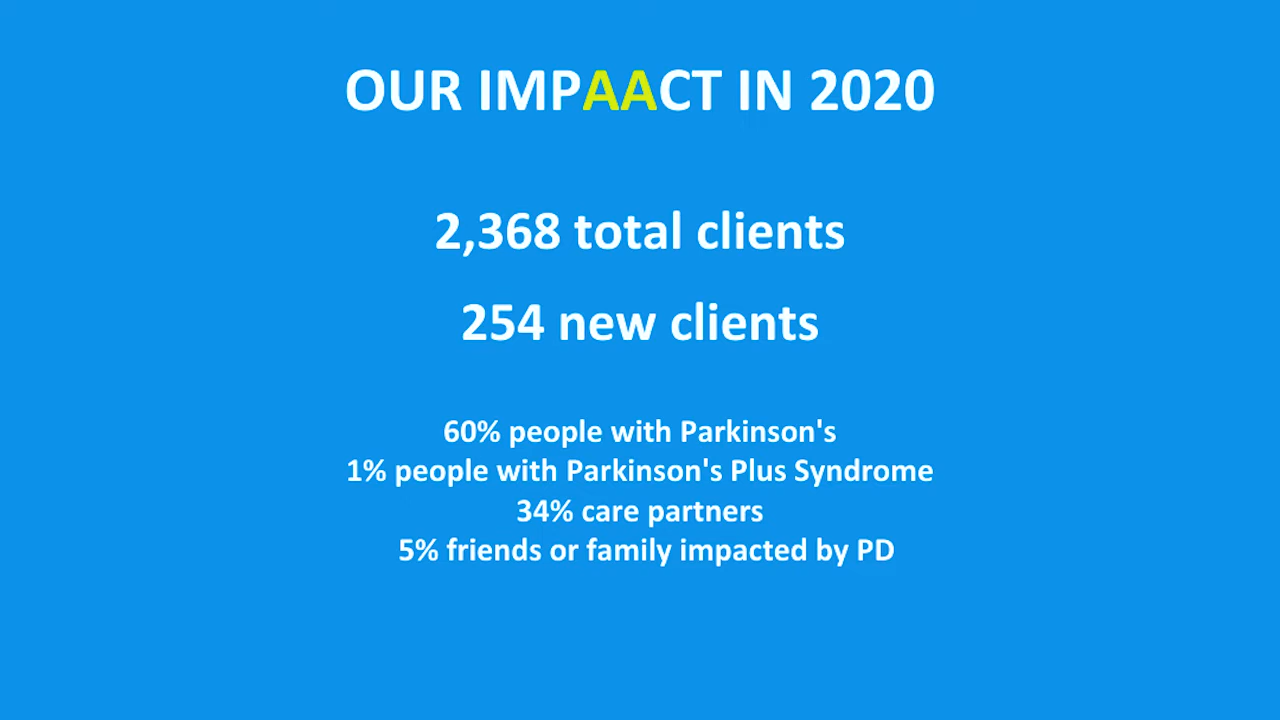 OUR IMPAACT IN 2020
2,368 total clients
254 new clients
60% people with Parkinson's
1% people with Parkinson's Plus Syndrome
34% care partners
5% friends or family impacted by PD